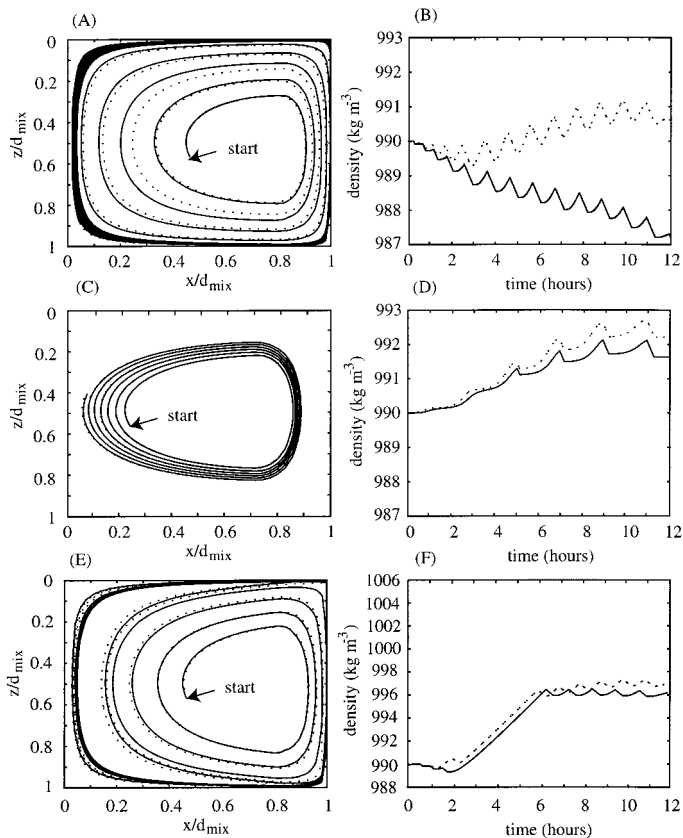 (A)
0
0.2
0.4
0.6
0.8
1
z/d_mix
start
0 0.2 0.4 0.6 0.8 1
x/d_mix
(B)
993
992
991
990
989
988
987
density (kg m⁻³)
0 2 4 6 8 10 12
time (hours)
(C)
0
0.2
0.4
0.6
0.8
1
z/d_mix
start
0 0.2 0.4 0.6 0.8 1
x/d_mix
(D)
993
992
991
990
989
988
987
density (kg m⁻³)
0 2 4 6 8 10 12
time (hours)
(E)
0
0.2
0.4
0.6
0.8
1
z/d_mix
start
0 0.2 0.4 0.6 0.8 1
x/d_mix
(F)
1006
1004
1002
1000
998
996
994
992
990
988
density (kg m⁻³)
0 2 4 6 8 10 12
time (hours)